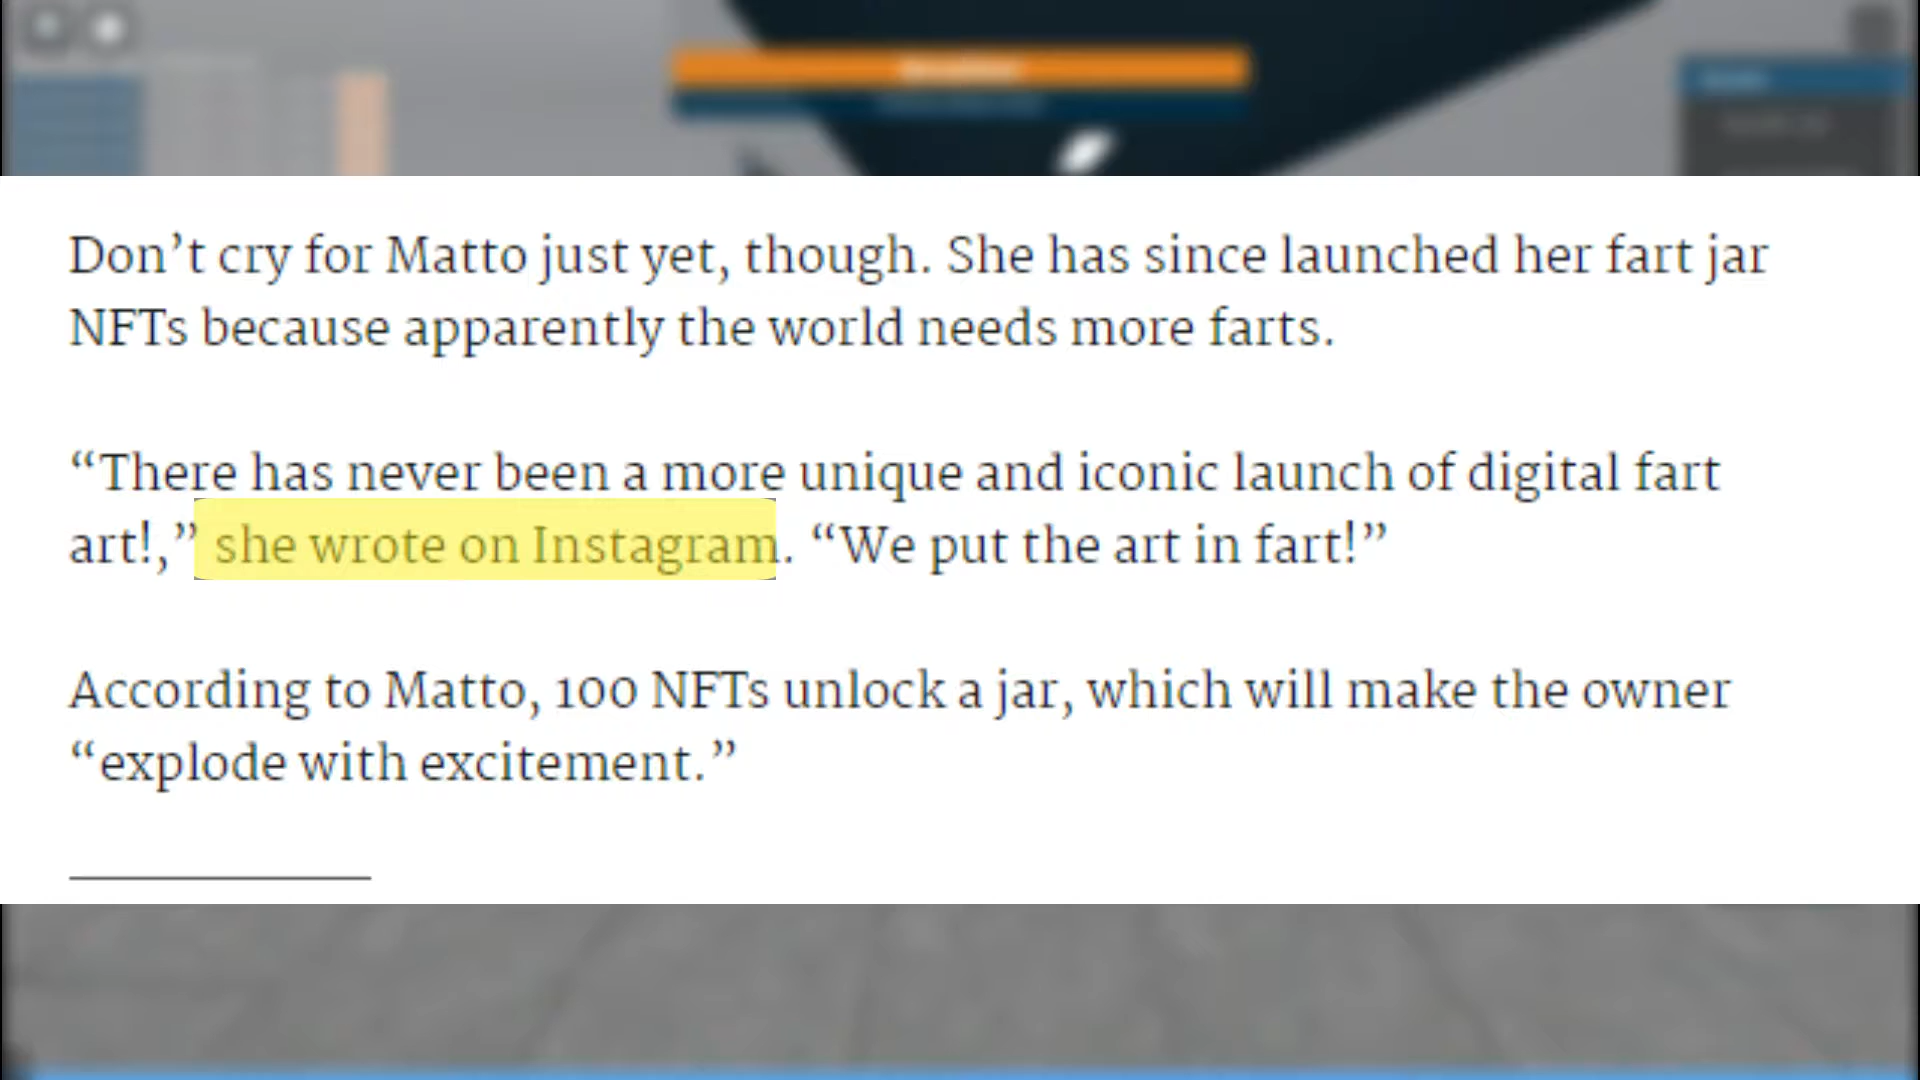 Don’t cry for Matto just yet, though. She has since launched her fart jar
NFTs because apparently the world needs more farts.
“There has never been a more unique and iconic launch of digital fart
art!,” she wrote on Instagram. “We put the art in fart!”
According to Matto, 100 NFTs unlock a jar, which will make the owner
“explode with excitement.”